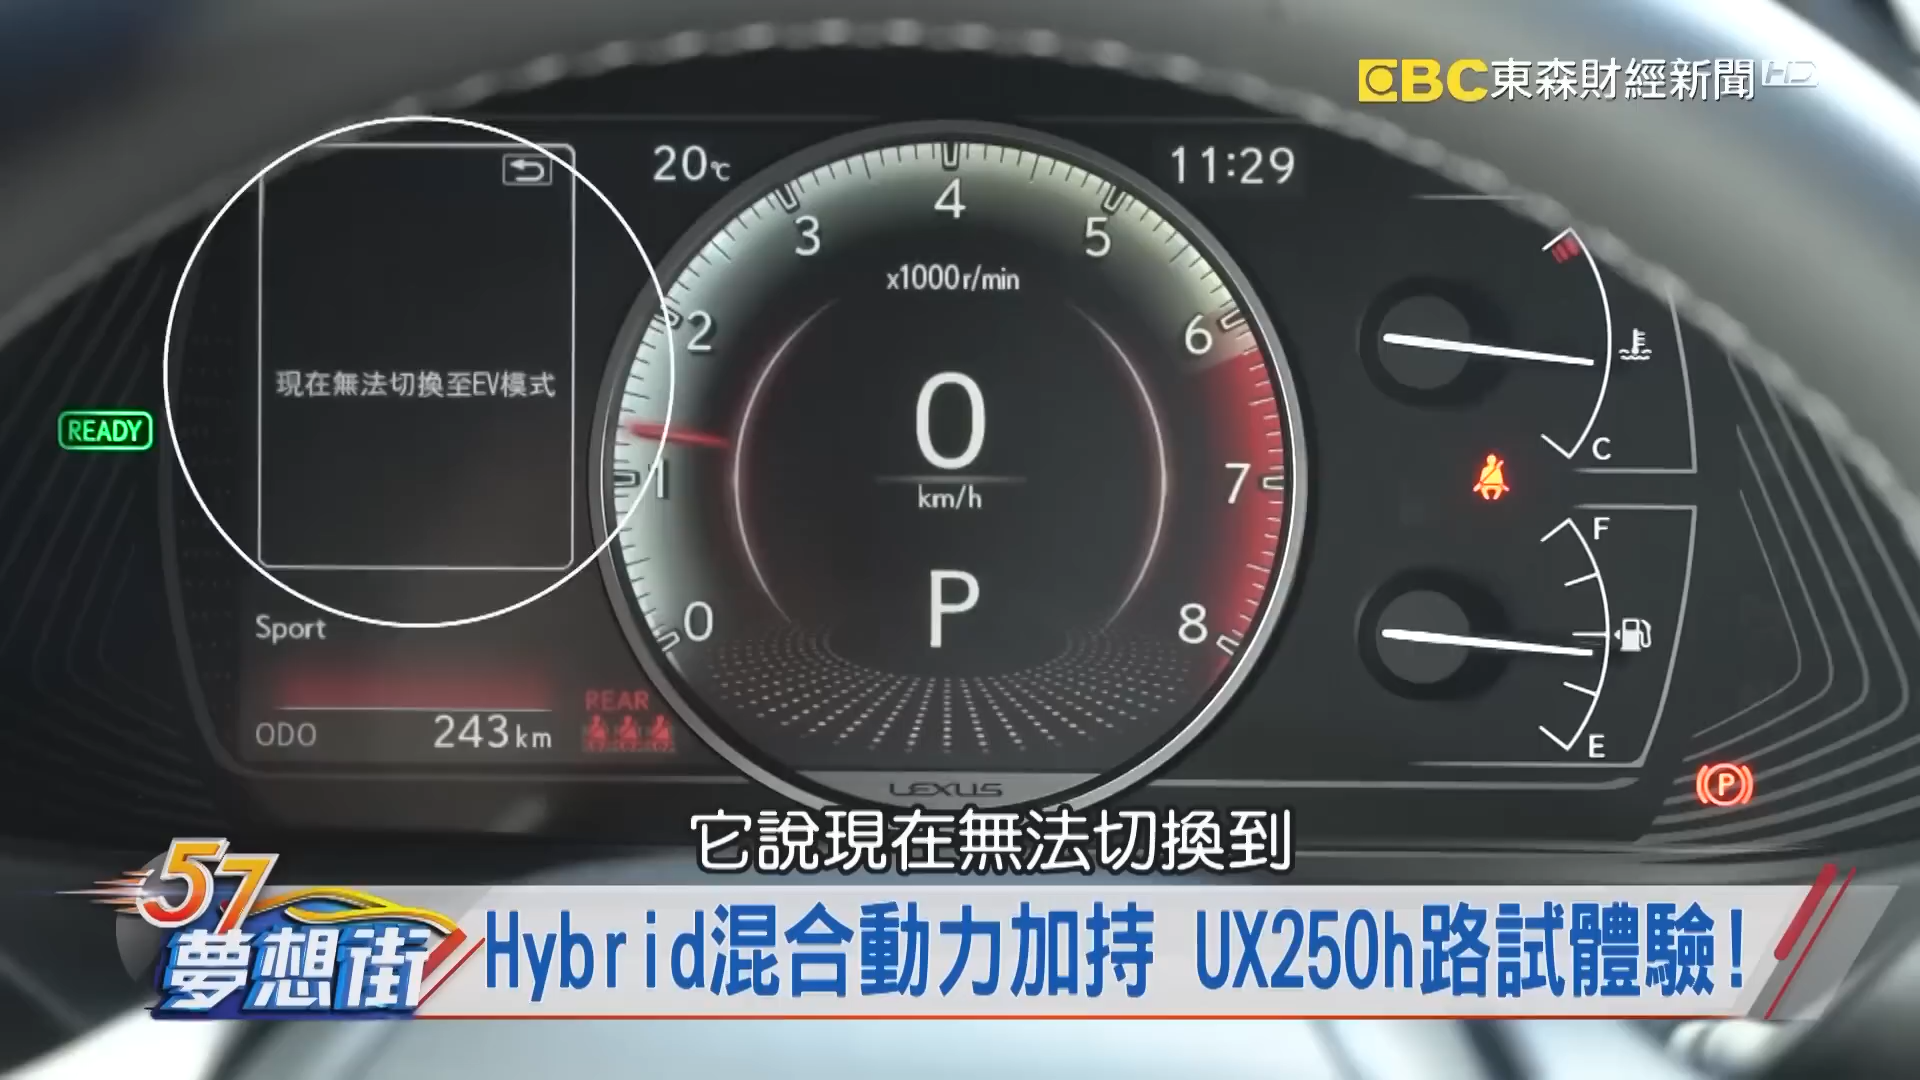 EBC東森財經新聞HD
20℃
11:29
4
3
5
x1000r/min
2
6
現在無法切換至EV模式
READY
0
km/h
1
7
C
F
P
0
8
Sport
REAR
ODO 243km
E
P
LEXUS
它說現在無法切換到
57夢想街
Hybrid混合動力加持 UX250h路試體驗!